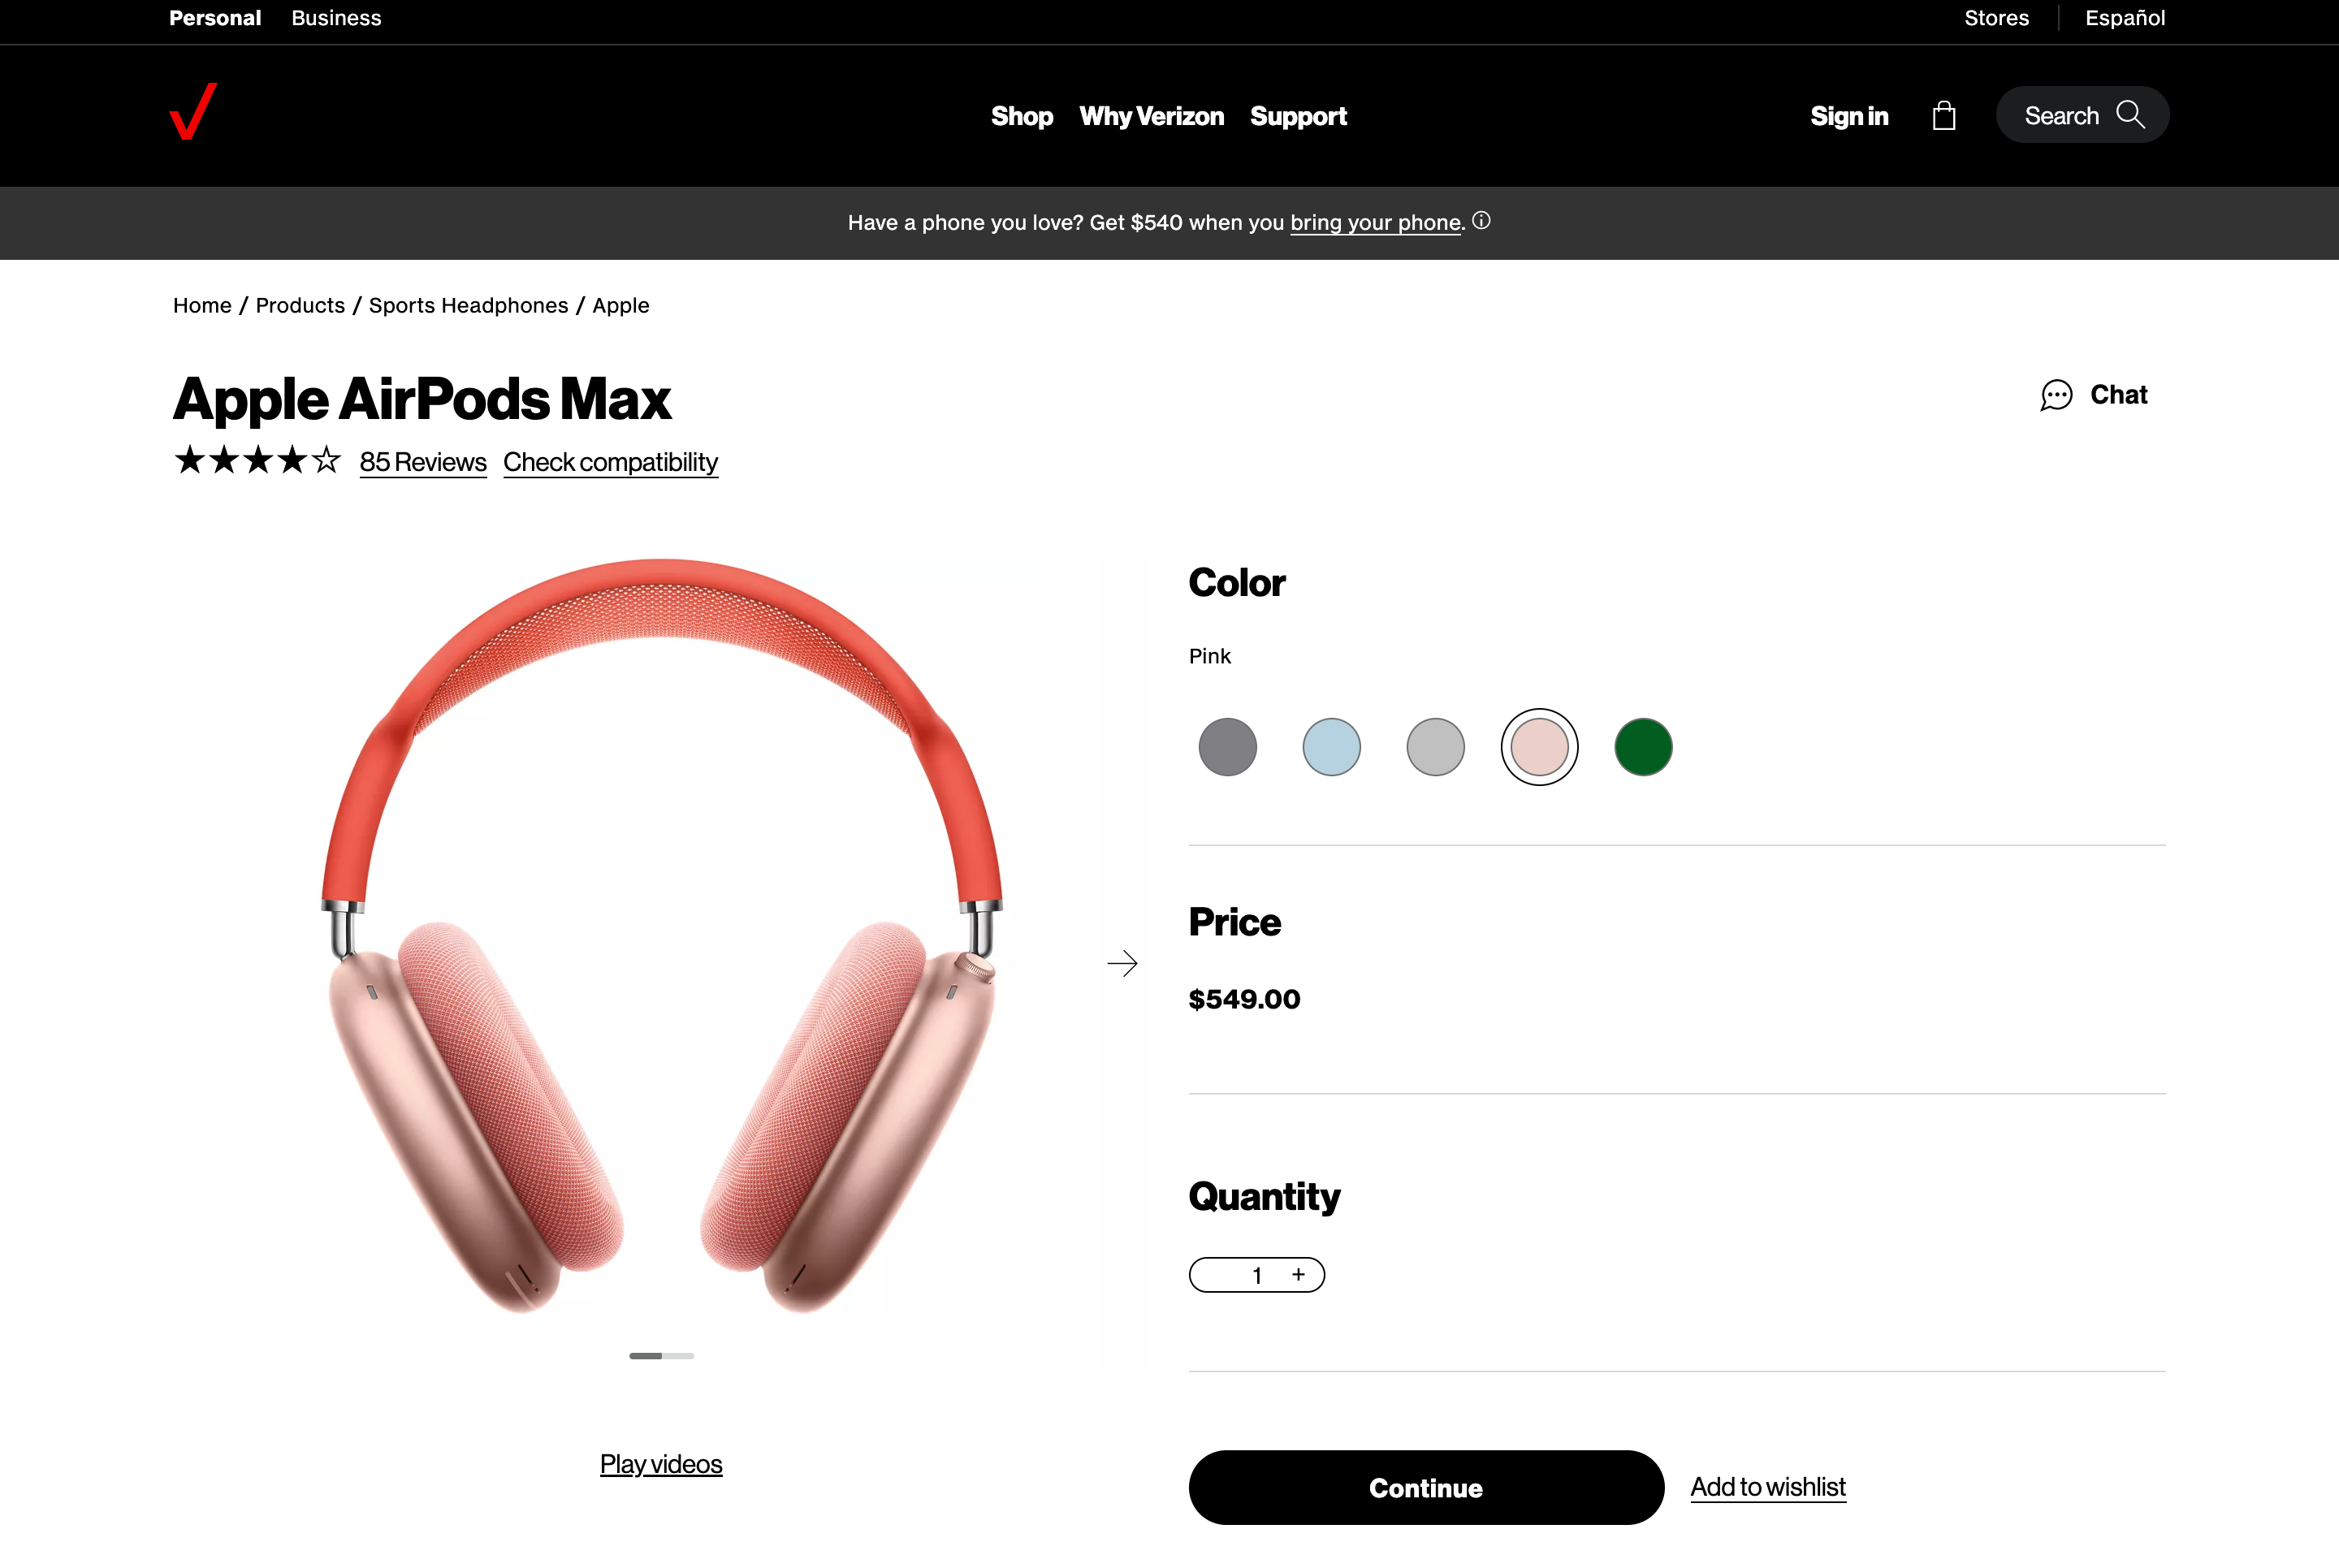 Personal Business Stores Español
Shop Why Verizon Support Sign in Search
Have a phone you love? Get $540 when you bring your phone.
Home / Products / Sports Headphones / Apple
Apple AirPods Max
Chat
85 Reviews Check compatibility
Color
Pink
Price
$549.00
Quantity
1 +
Play videos
Continue Add to wishlist